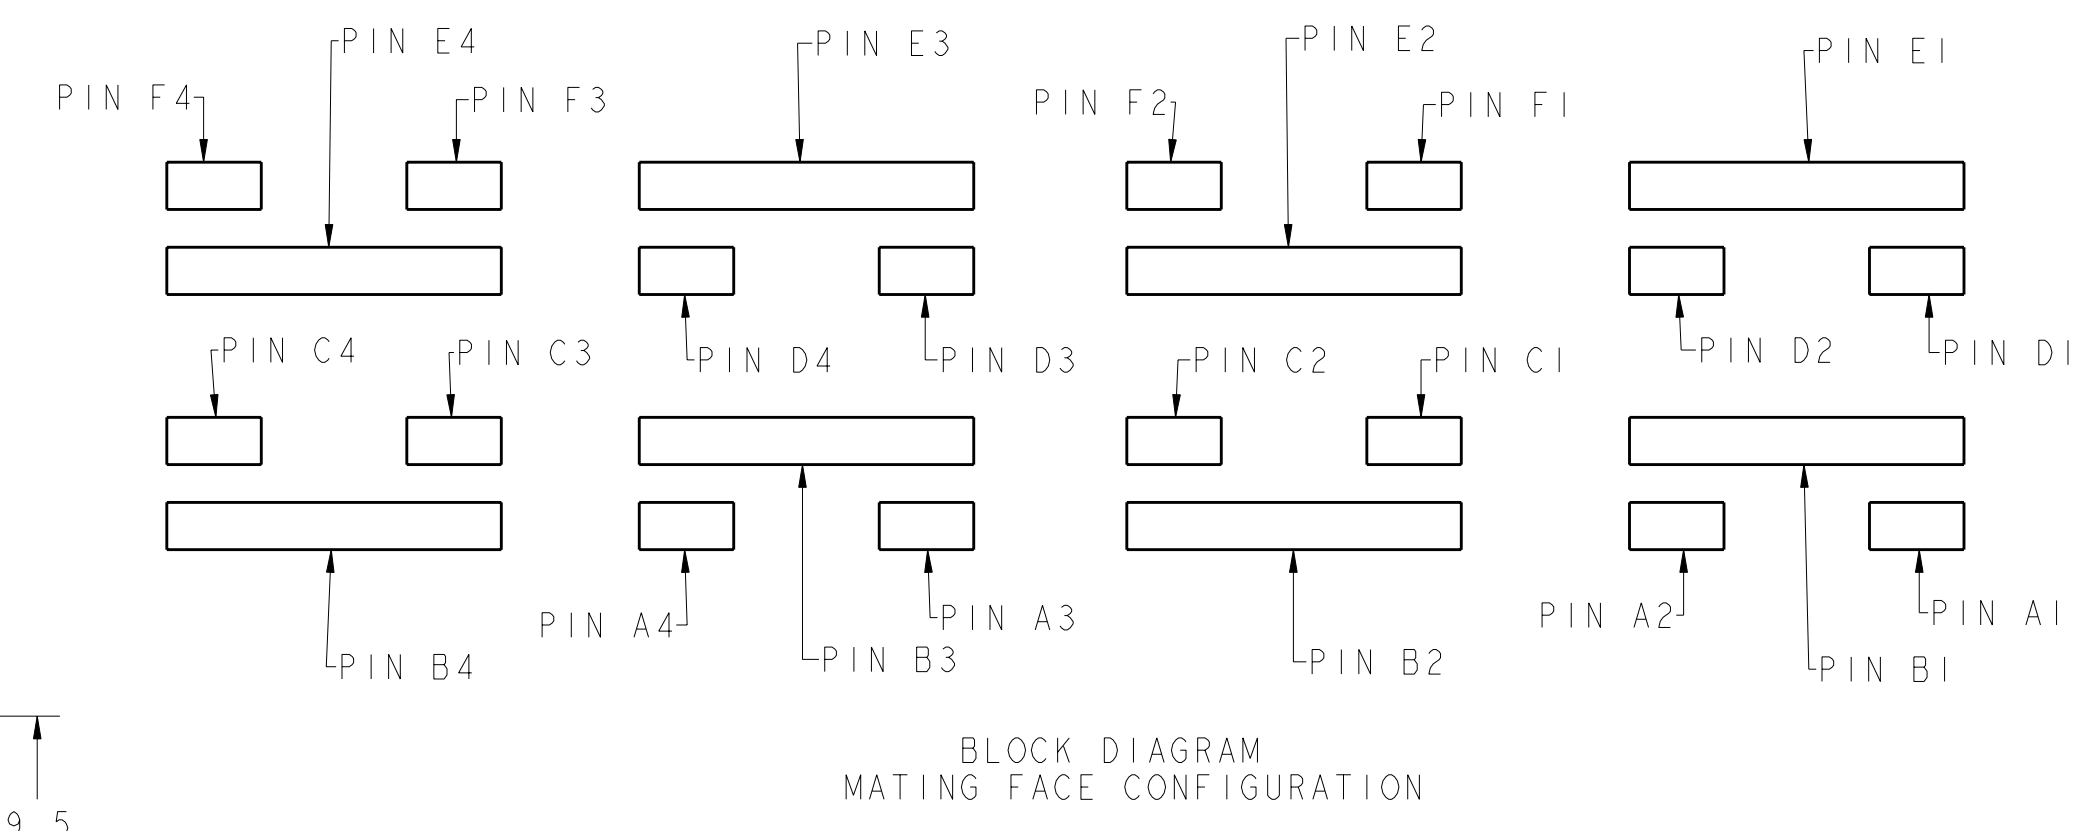 PIN E4
PIN E3
PIN E2
PIN E1
PIN F4
PIN F3
PIN F2
PIN F1
PIN C4
PIN C3
PIN D4
PIN D3
PIN C2
PIN C1
PIN D2
PIN D1
PIN A4
PIN A3
PIN A2
PIN A1
PIN B4
PIN B3
PIN B2
PIN B1
BLOCK DIAGRAM
MATING FACE CONFIGURATION
9 5